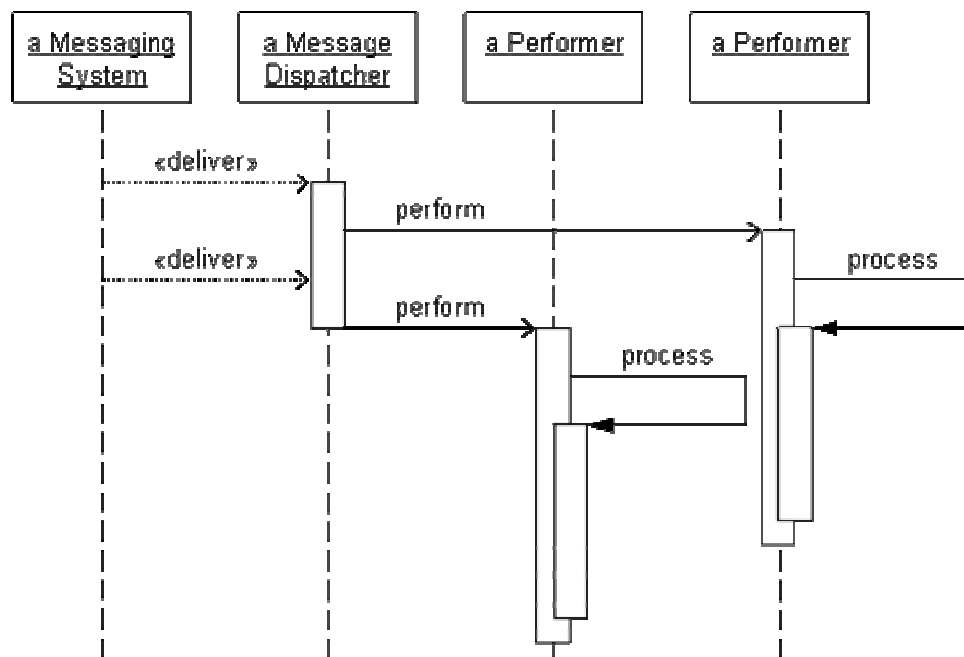 a Messaging
System
a Message
Dispatcher
a Performer
a Performer
«deliver»
perform
«deliver»
process
perform
process